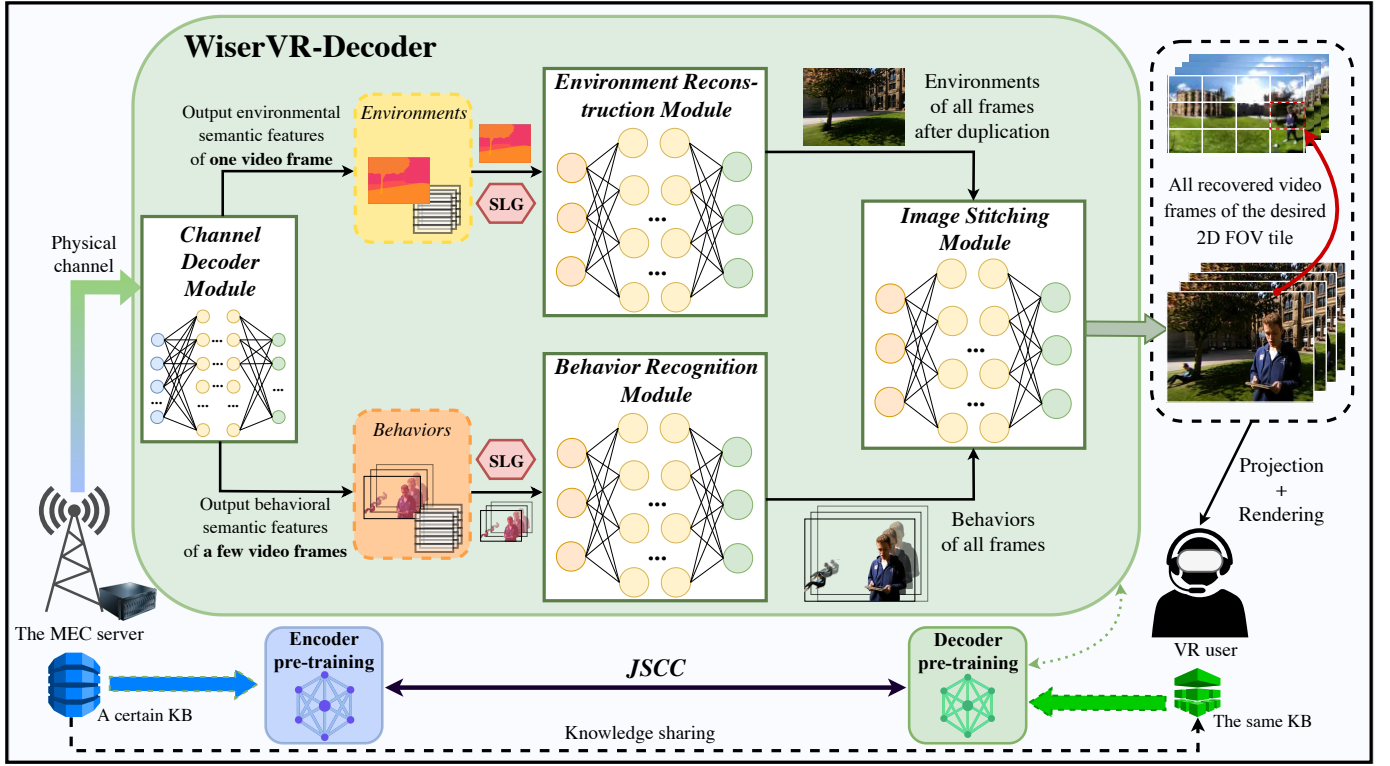 WiserVR-Decoder
Output environmental
semantic features
of one video frame
Environments
SLG
Environment Recons-
truction Module
...
Environments
of all frames
after duplication
All recovered video
frames of the desired
2D FOV tile
Physical
channel
Channel
Decoder
Module
...
...
...
...
...
...
Image Stitching
Module
...
...
Behavior Recognition
Module
...
...
Behaviors
SLG
Output behavioral
semantic features
of a few video frames
Behaviors
of all frames
Projection
+
Rendering
The MEC server
VR user
Encoder
pre-training
JSCC
Decoder
pre-training
A certain KB
The same KB
Knowledge sharing